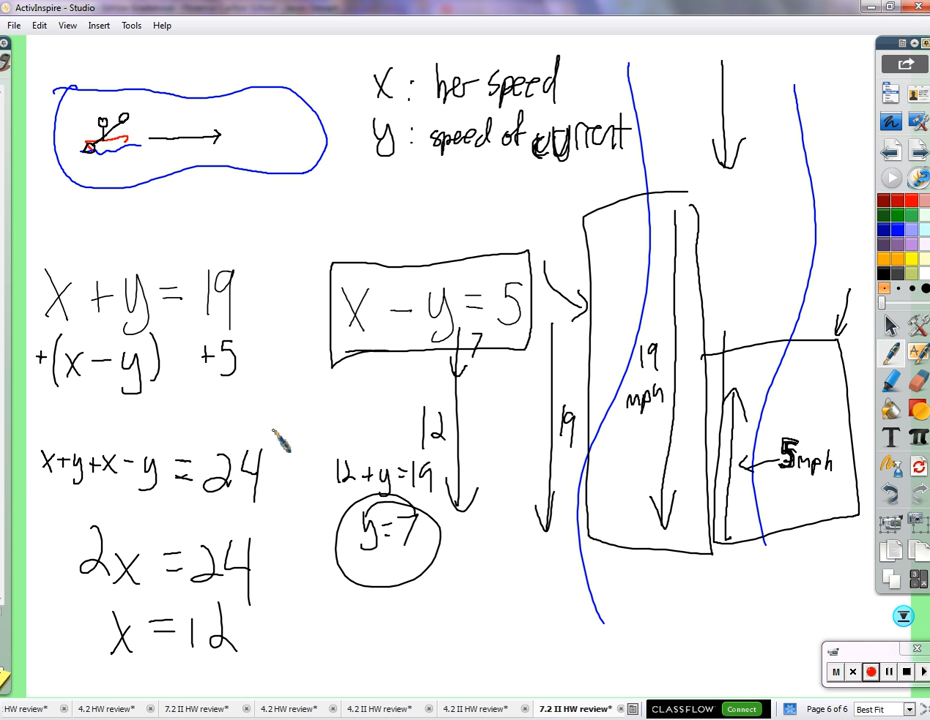 ActivInspire - Studio
File Edit View Insert Tools Help
x : her speed
y : speed of current
x + y = 19
+(x - y) +5
x+y+x-y = 24
2x = 24
x = 12
x - y = 5
7
12
19
12+y=19
y=7
19
mph
5mph
M
HW review* 4.2 HW review* 7.2 II HW review* 4.2 II HW review* 4.2 II HW review* 4.2 II HW review* 7.2 II HW review* CLASSFLOW Connect Page 6 of 6 Best Fit